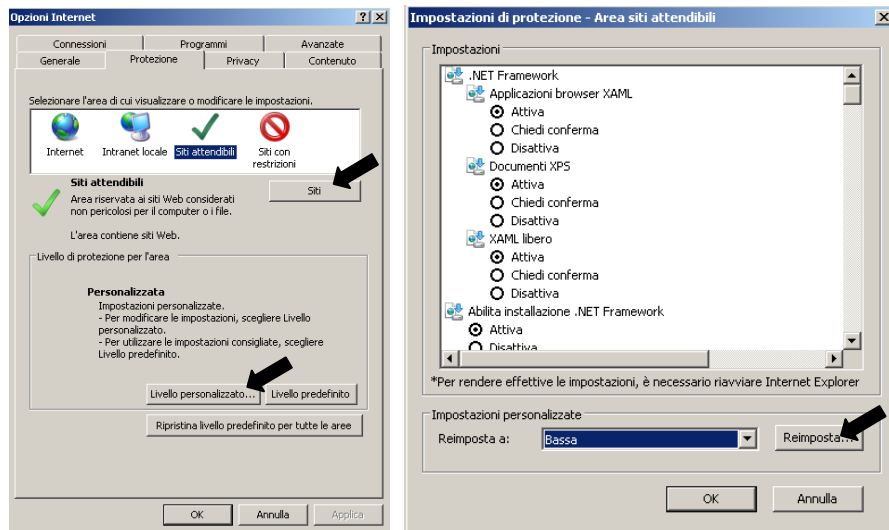 Opzioni Internet
? X
Connessioni Programmi Avanzate
Generale Protezione Privacy Contenuto
Selezionare l'area di cui visualizzare o modificare le impostazioni.
Internet Intranet locale Siti attendibili Siti con
restrizioni
Siti attendibili
Siti
Area riservata ai siti Web considerati
non pericolosi per il computer o i file.
L'area contiene siti Web.
Livello di protezione per l'area
Personalizzata
Impostazioni personalizzate.
- Per modificare le impostazioni, scegliere Livello
personalizzato.
- Per utilizzare le impostazioni consigliate, scegliere
Livello predefinito.
Livello personalizzato... Livello predefinito
Ripristina livello predefinito per tutte le aree
OK Annulla Applica
Impostazioni di protezione - Area siti attendibili
X
Impostazioni
.NET Framework
Applicazioni browser XAML
Attiva
Chiedi conferma
Disattiva
Documenti XPS
Attiva
Chiedi conferma
Disattiva
XAML libero
Attiva
Chiedi conferma
Disattiva
Abilita installazione .NET Framework
Attiva
Disattiva
*Per rendere effettive le impostazioni, è necessario riavviare Internet Explorer
Impostazioni personalizzate
Reimposta a: Bassa Reimposta...
OK Annulla